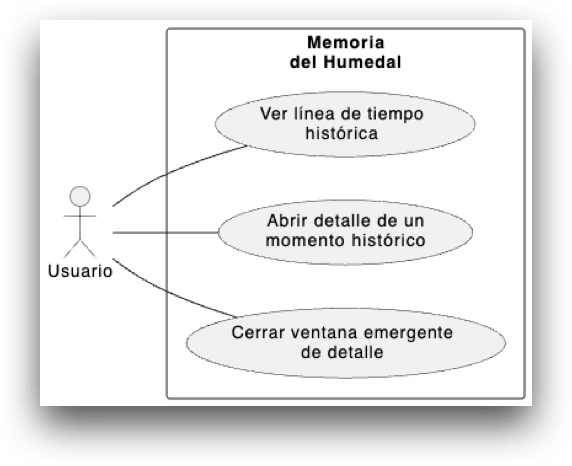 Memoria
del Humedal
Ver línea de tiempo
histórica
Abrir detalle de un
momento histórico
Usuario
Cerrar ventana emergente
de detalle